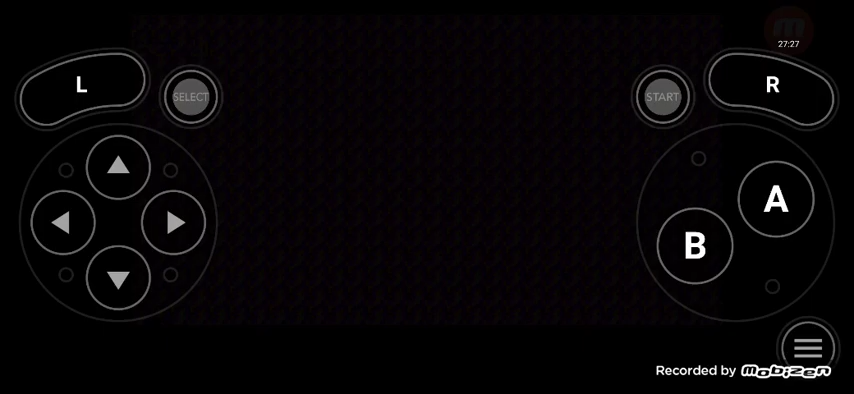 27:27
L
SELECT
START
R
A
B
Recorded by Mobizen